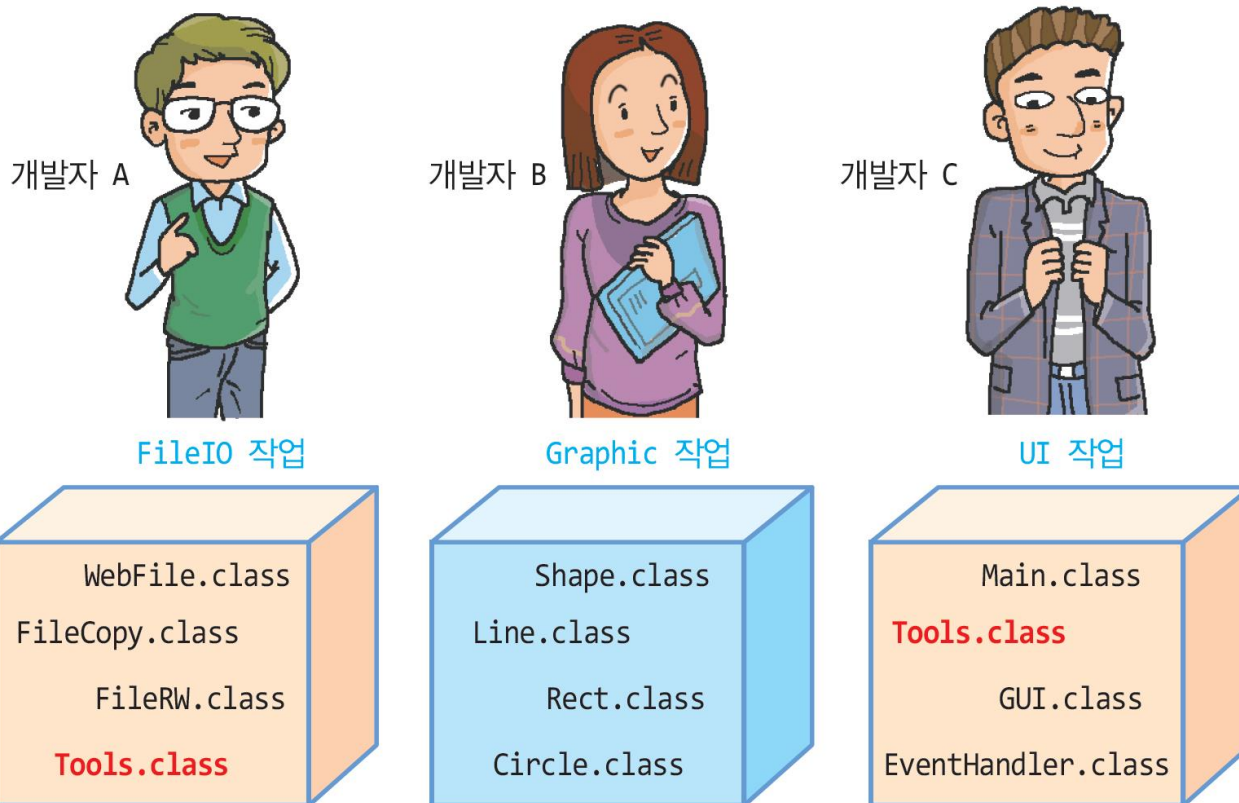 개발자 A
개발자 B
개발자 C
FileIO 작업
Graphic 작업
UI 작업
WebFile.class
FileCopy.class
FileRW.class
Tools.class
Shape.class
Line.class
Rect.class
Circle.class
Main.class
Tools.class
GUI.class
EventHandler.class